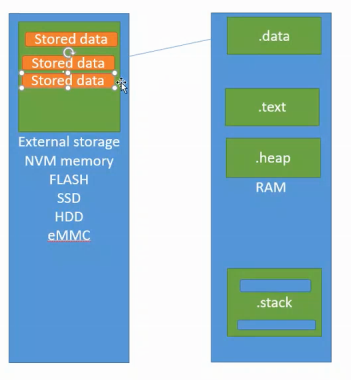 Stored data
Stored data
Stored data
External storage
NVM memory
FLASH
SSD
HDD
eMMC
.data
.text
.heap
RAM
.stack